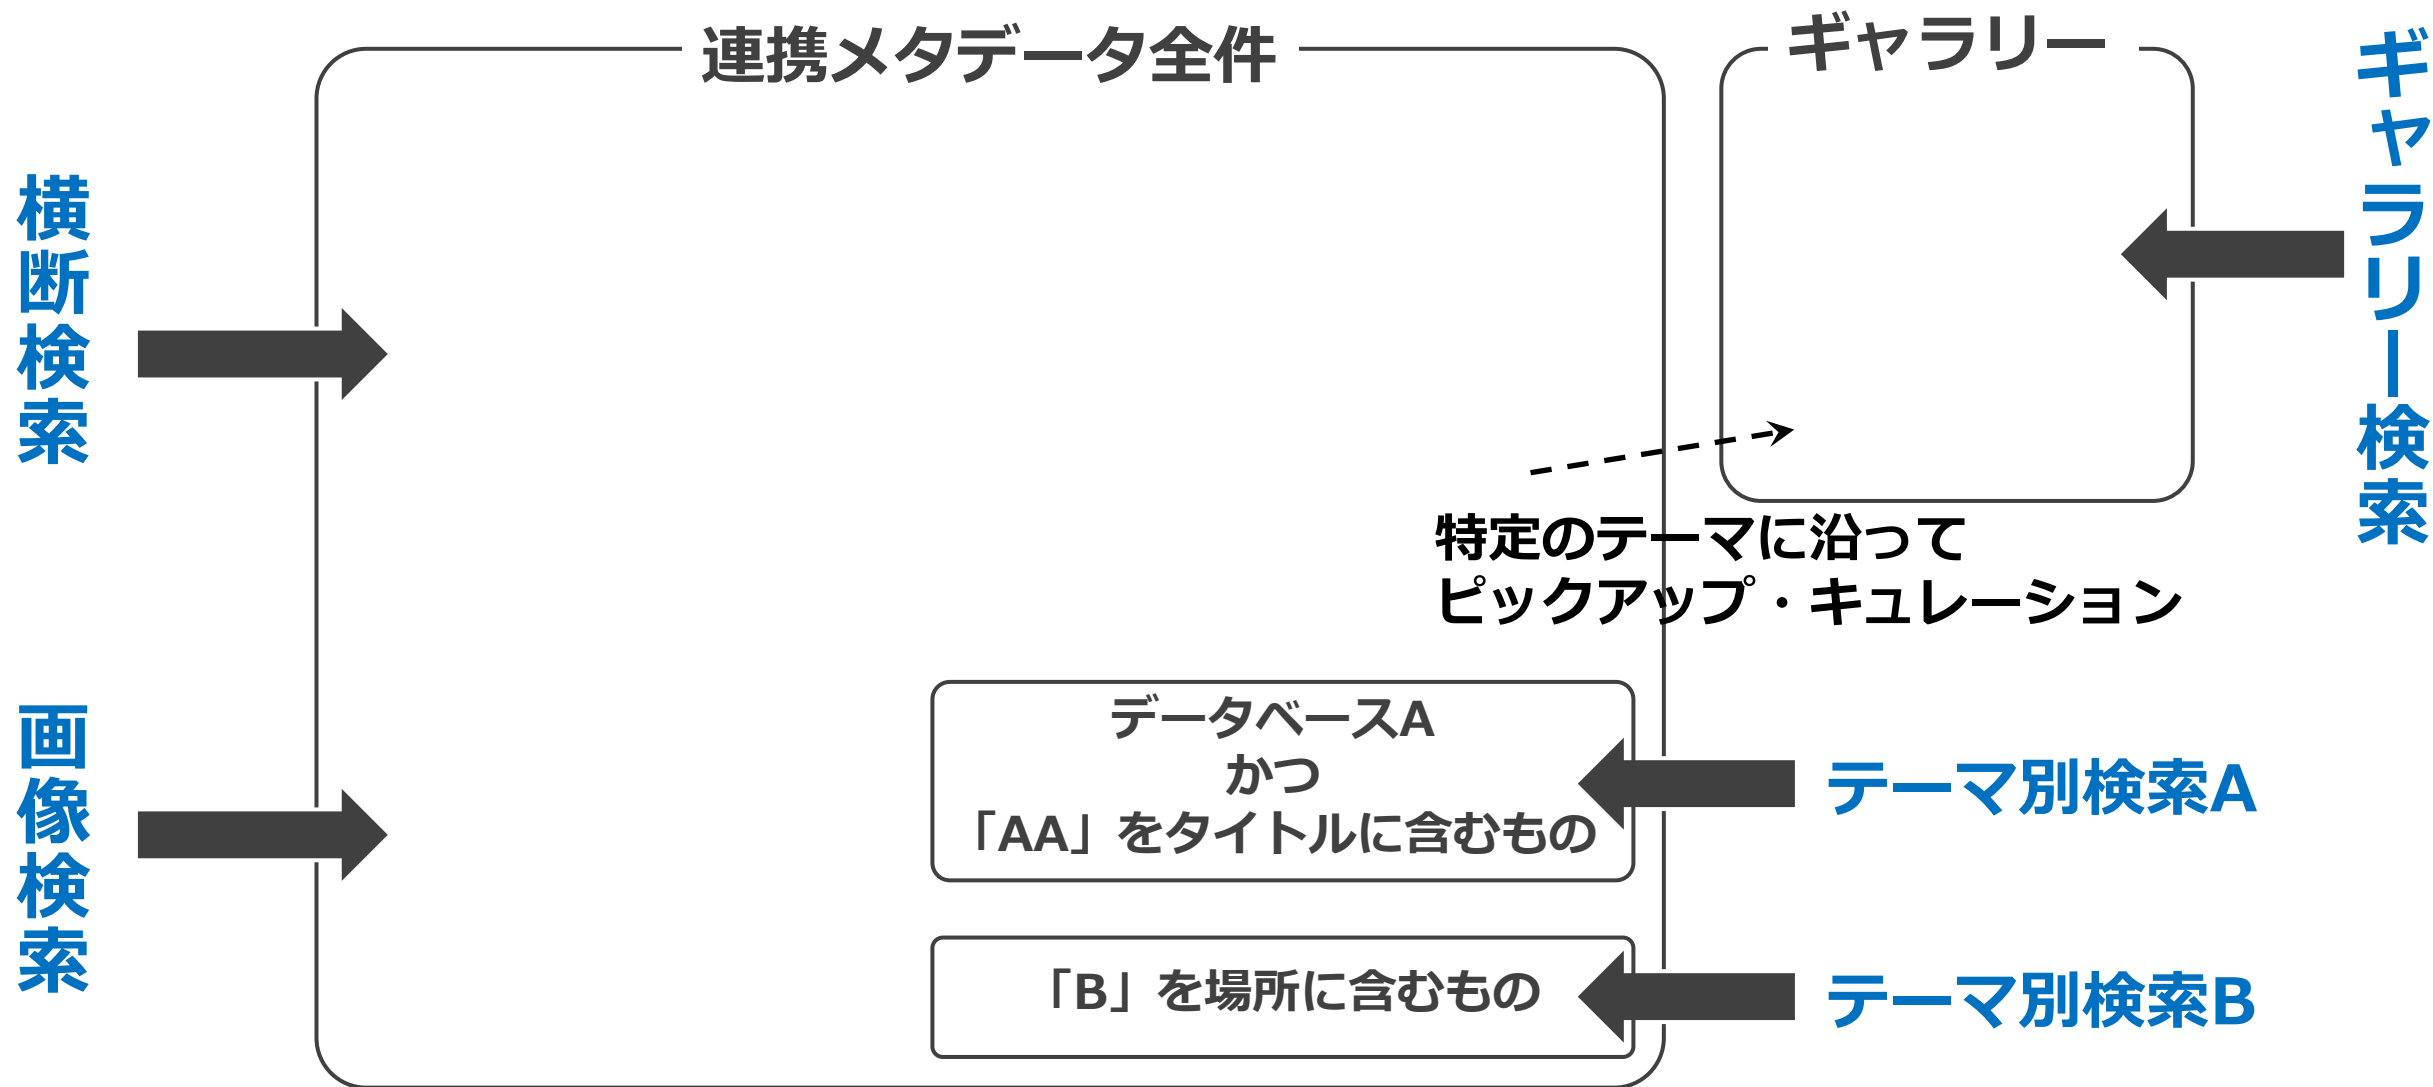 連携メタデータ全件
ギャラリー
横断検索
画像検索
ギャラリー検索
特定のテーマに沿って
ピックアップ・キュレーション
データベースA
かつ
「AA」をタイトルに含むもの
テーマ別検索A
「B」を場所に含むもの
テーマ別検索B